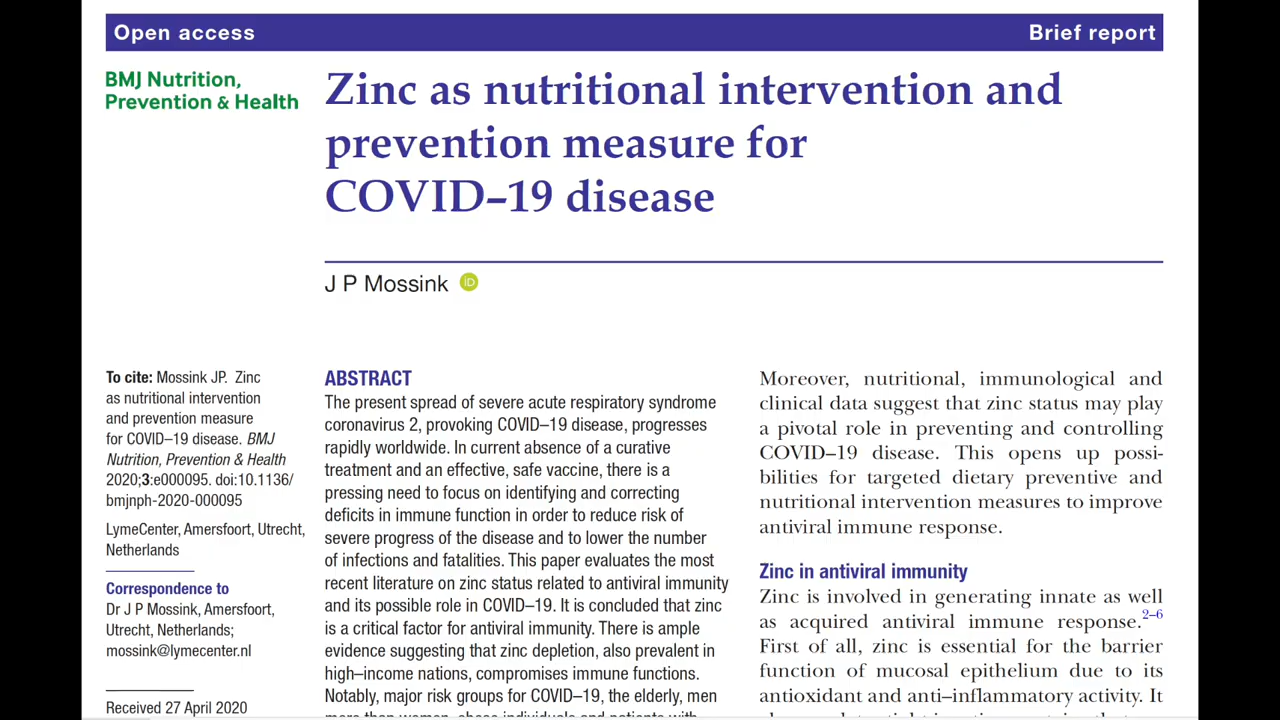 Open access
Brief report
BMJ Nutrition,
Prevention & Health
Zinc as nutritional intervention and
prevention measure for
COVID–19 disease
J P Mossink iD
To cite: Mossink JP. Zinc
as nutritional intervention
and prevention measure
for COVID–19 disease. BMJ
Nutrition, Prevention & Health
2020;3:e000095. doi:10.1136/
bmjnph-2020-000095
LymeCenter, Amersfoort, Utrecht,
Netherlands
Correspondence to
Dr J P Mossink, Amersfoort,
Utrecht, Netherlands;
mossink@lymecenter.nl
Received 27 April 2020
ABSTRACT
The present spread of severe acute respiratory syndrome
coronavirus 2, provoking COVID–19 disease, progresses
rapidly worldwide. In current absence of a curative
treatment and an effective, safe vaccine, there is a
pressing need to focus on identifying and correcting
deficits in immune function in order to reduce risk of
severe progress of the disease and to lower the number
of infections and fatalities. This paper evaluates the most
recent literature on zinc status related to antiviral immunity
and its possible role in COVID–19. It is concluded that zinc
is a critical factor for antiviral immunity. There is ample
evidence suggesting that zinc depletion, also prevalent in
high–income nations, compromises immune functions.
Notably, major risk groups for COVID–19, the elderly, men
more than women, obese individuals and patients with
Moreover, nutritional, immunological and
clinical data suggest that zinc status may play
a pivotal role in preventing and controlling
COVID–19 disease. This opens up possi-
bilities for targeted dietary preventive and
nutritional intervention measures to improve
antiviral immune response.
Zinc in antiviral immunity
Zinc is involved in generating innate as well
as acquired antiviral immune response.2–6
First of all, zinc is essential for the barrier
function of mucosal epithelium due to its
antioxidant and anti–inflammatory activity. It